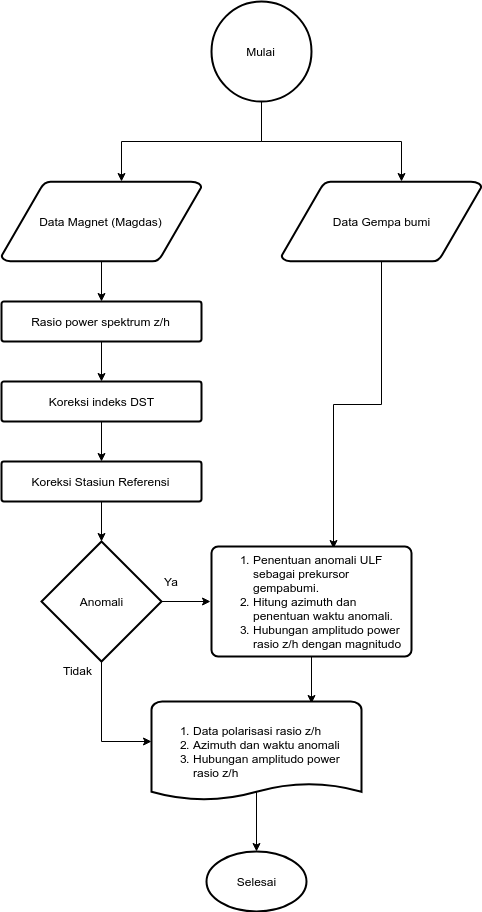 Mulai
Data Magnet (Magdas)
Data Gempa bumi
Rasio power spektrum z/h
Koreksi indeks DST
Koreksi Stasiun Referensi
Anomali
Ya
Tidak
1. Penentuan anomali ULF
sebagai prekursor
gempabumi.
2. Hitung azimuth dan
penentuan waktu anomali.
3. Hubungan amplitudo power
rasio z/h dengan magnitudo
1. Data polarisasi rasio z/h
2. Azimuth dan waktu anomali
3. Hubungan amplitudo power
rasio z/h
Selesai